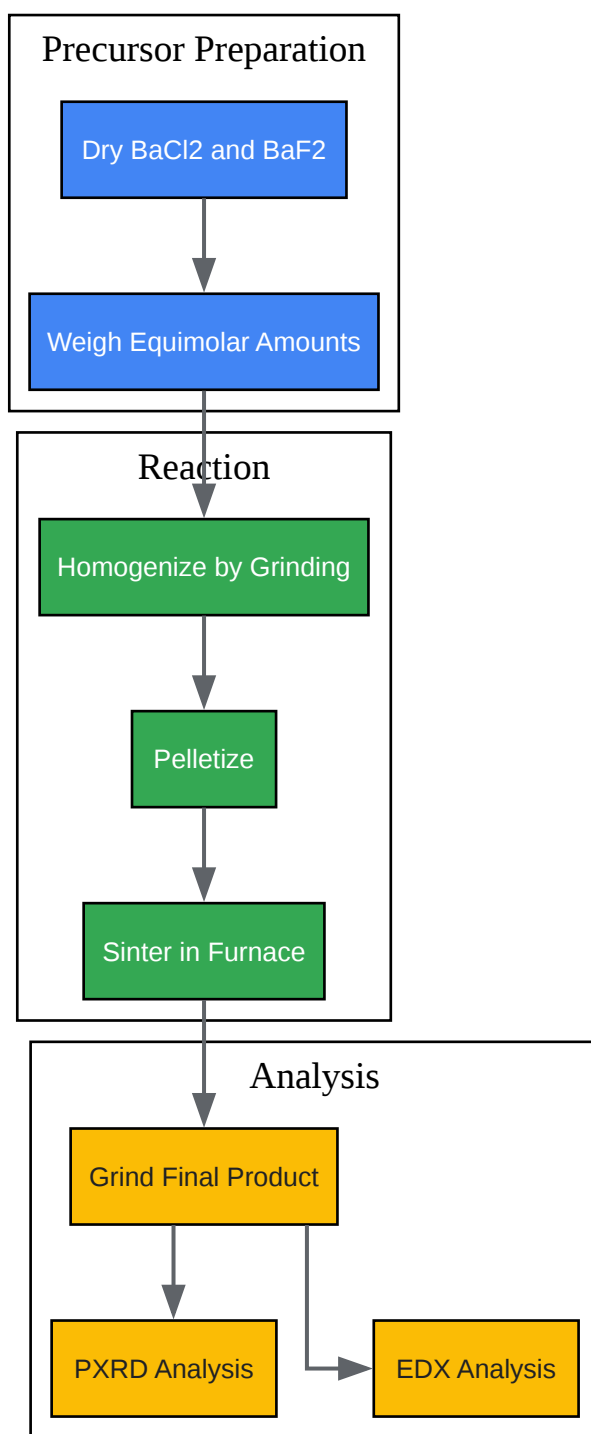 Precursor Preparation
Dry BaCl2 and BaF2
Weigh Equimolar Amounts
Reaction
Homogenize by Grinding
Pelletize
Sinter in Furnace
Analysis
Grind Final Product
PXRD Analysis
EDX Analysis